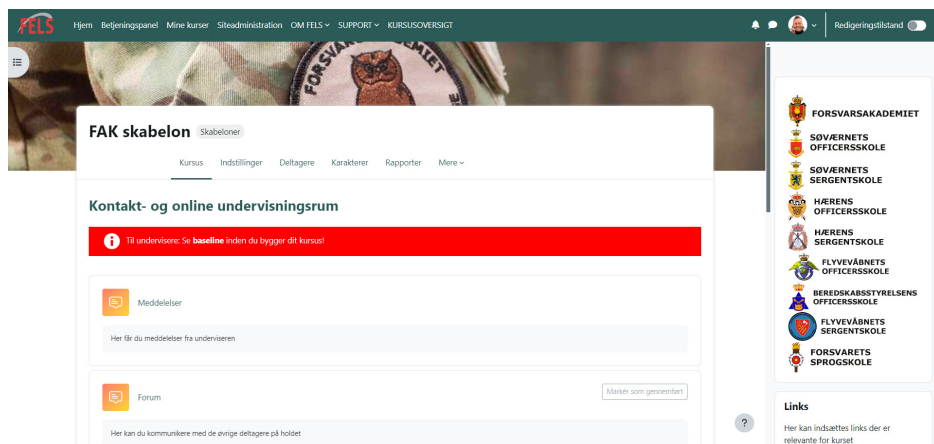 FELS
Hjem Betjeningspanel Mine kurser Siteadministration OM FELS SUPPORT KURSUSOVERSIGT
Redigeringstilstand
FORSVARSAKADEMIET
FAK skabelon Skabeloner
Kursus Indstillinger Deltagere Karakterer Rapporter Mere
Kontakt- og online undervisningsrum
Til undervisere: Se baseline inden du bygger dit kursus!
Meddelelser
Her får du meddelelser fra underviseren
Forum
Markér som gennemført
Her kan du kommunikere med de øvrige deltagere på holdet
?
FORSVARSAKADEMIET
SØVÆRNETS
OFFICERSSKOLE
SØVÆRNETS
SERGENTSKOLE
HÆRENS
OFFICERSSKOLE
HÆRENS
SERGENTSKOLE
FLYVEVÅBNETS
OFFICERSSKOLE
BEREDSKABSSTYRELSENS
OFFICERSSKOLE
FLYVEVÅBNETS
SERGENTSKOLE
FORSVARETS
SPROGSKOLE
Links
Her kan indsættes links der er
relevante for kurset